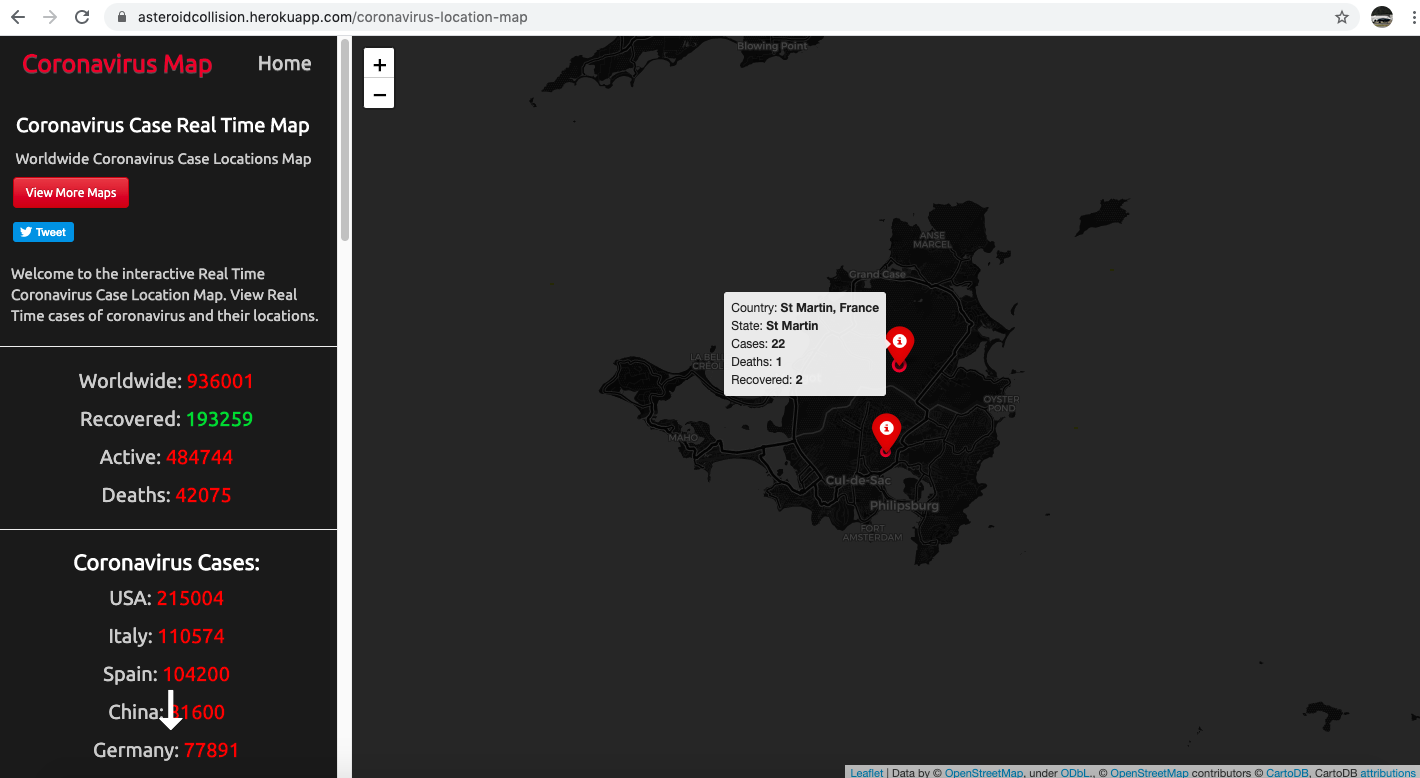 asteroidcollision.herokuapp.com/coronavirus-location-map
Coronavirus Map
Home
Coronavirus Case Real Time Map
Worldwide Coronavirus Case Locations Map
View More Maps
Tweet
Welcome to the interactive Real Time
Coronavirus Case Location Map. View Real
Time cases of coronavirus and their locations.
Worldwide: 936001
Recovered: 193259
Active: 484744
Deaths: 42075
Coronavirus Cases:
USA: 215004
Italy: 110574
Spain: 104200
China: 81600
Germany: 77891
+
−
Blowing Point
ANSE
MARCEL
Grand Case
Country: St Martin, France
State: St Martin
Cases: 22
Deaths: 1
Recovered: 2
OYSTER
POND
MAHO
Cul-de-Sac
Philipsburg
FORT
AMSTERDAM
Leaflet | Data by © OpenStreetMap, under ODbL., © OpenStreetMap contributors © CartoDB, CartoDB attributions